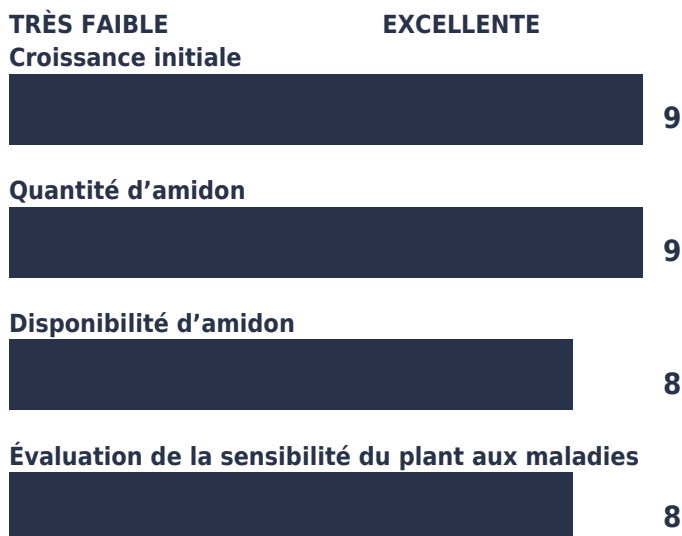 TRÈS FAIBLE EXCELLENTE
Croissance initiale
9
Quantité d’amidon
9
Disponibilité d’amidon
8
Évaluation de la sensibilité du plant aux maladies
8